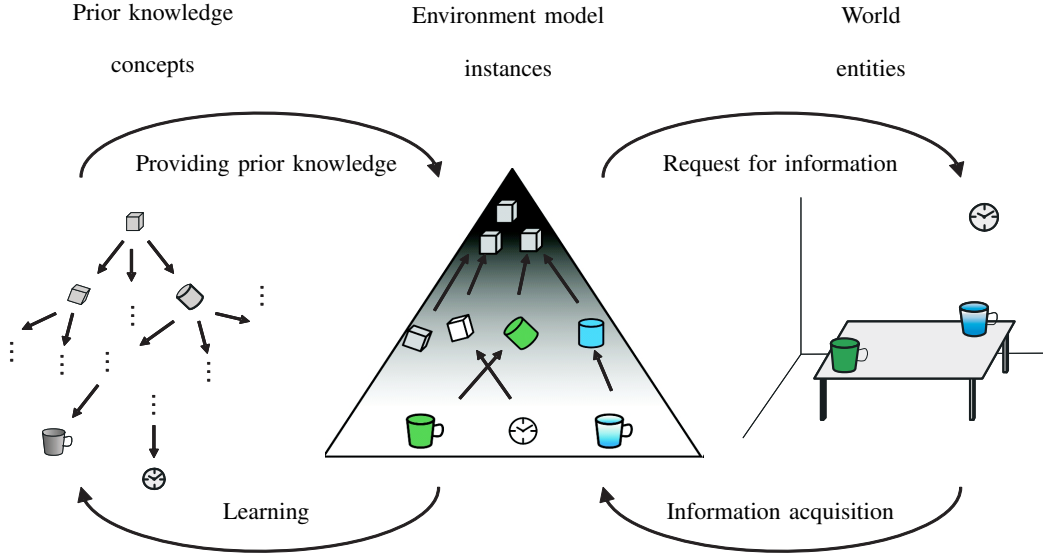 Prior knowledge
concepts
Environment model
instances
World
entities
Providing prior knowledge
Request for information
Learning
Information acquisition